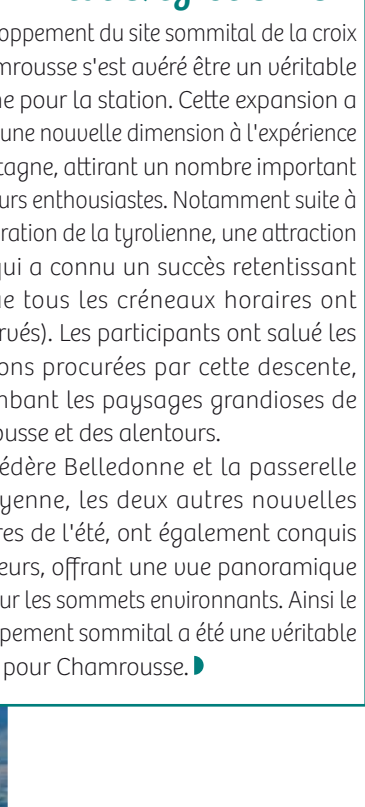 oppement du site sommital de la croix
mrousse s'est avéré être un véritable
ne pour la station. Cette expansion a
une nouvelle dimension à l'expérience
tagne, attirant un nombre important
urs enthousiastes. Notamment suite à
ration de la tyrolienne, une attraction
qui a connu un succès retentissant
ue tous les créneaux horaires ont
rvés). Les participants ont salué les
ons procurées par cette descente,
mbant les paysages grandioses de
ousse et des alentours.
édère Belledonne et la passerelle
yenne, les deux autres nouvelles
res de l'été, ont également conquis
eurs, offrant une vue panoramique
ur les sommets environnants. Ainsi le
ppement sommital a été une véritable
pour Chamrousse.